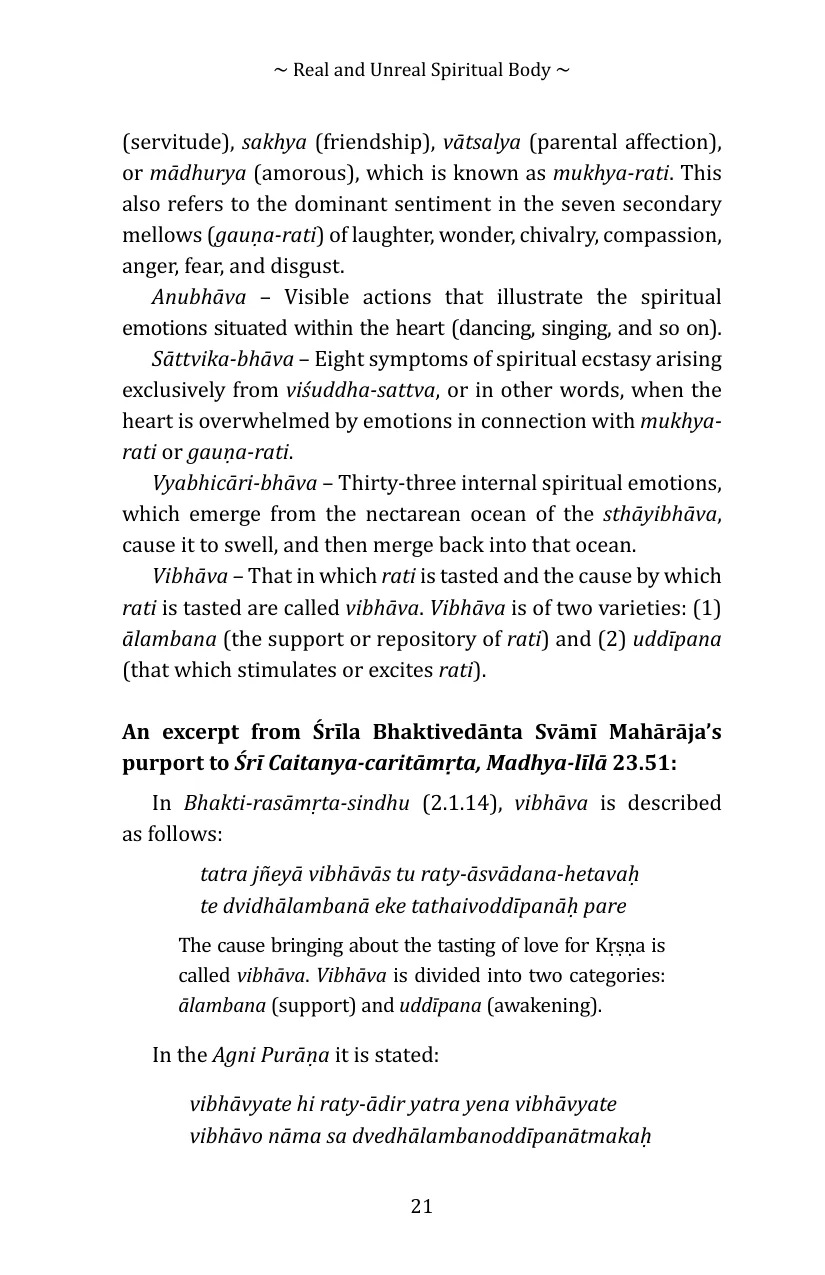 ~ Real and Unreal Spiritual Body ~
(servitude), sakhya (friendship), vātsalya (parental affection),
or mādhurya (amorous), which is known as mukhya-rati. This
also refers to the dominant sentiment in the seven secondary
mellows (gauṇa-rati) of laughter, wonder, chivalry, compassion,
anger, fear, and disgust.
Anubhāva – Visible actions that illustrate the spiritual
emotions situated within the heart (dancing, singing, and so on).
Sāttvika-bhāva – Eight symptoms of spiritual ecstasy arising
exclusively from viśuddha-sattva, or in other words, when the
heart is overwhelmed by emotions in connection with mukhya-
rati or gauṇa-rati.
Vyabhicāri-bhāva – Thirty-three internal spiritual emotions,
which emerge from the nectarean ocean of the sthāyibhāva,
cause it to swell, and then merge back into that ocean.
Vibhāva – That in which rati is tasted and the cause by which
rati is tasted are called vibhāva. Vibhāva is of two varieties: (1)
ālambana (the support or repository of rati) and (2) uddīpana
(that which stimulates or excites rati).
An excerpt from Śrīla Bhaktivedānta Svāmī Mahārāja’s
purport to Śrī Caitanya-caritāmṛta, Madhya-līlā 23.51:
In Bhakti-rasāmṛta-sindhu (2.1.14), vibhāva is described
as follows:
tatra jñeyā vibhāvās tu raty-āsvādana-hetavaḥ
te dvidhālambanā eke tathaivoddīpanāḥ pare
The cause bringing about the tasting of love for Kṛṣṇa is
called vibhāva. Vibhāva is divided into two categories:
ālambana (support) and uddīpana (awakening).
In the Agni Purāṇa it is stated:
vibhāvyate hi raty-ādir yatra yena vibhāvyate
vibhāvo nāma sa dvedhālambanoddīpanātmakaḥ
21